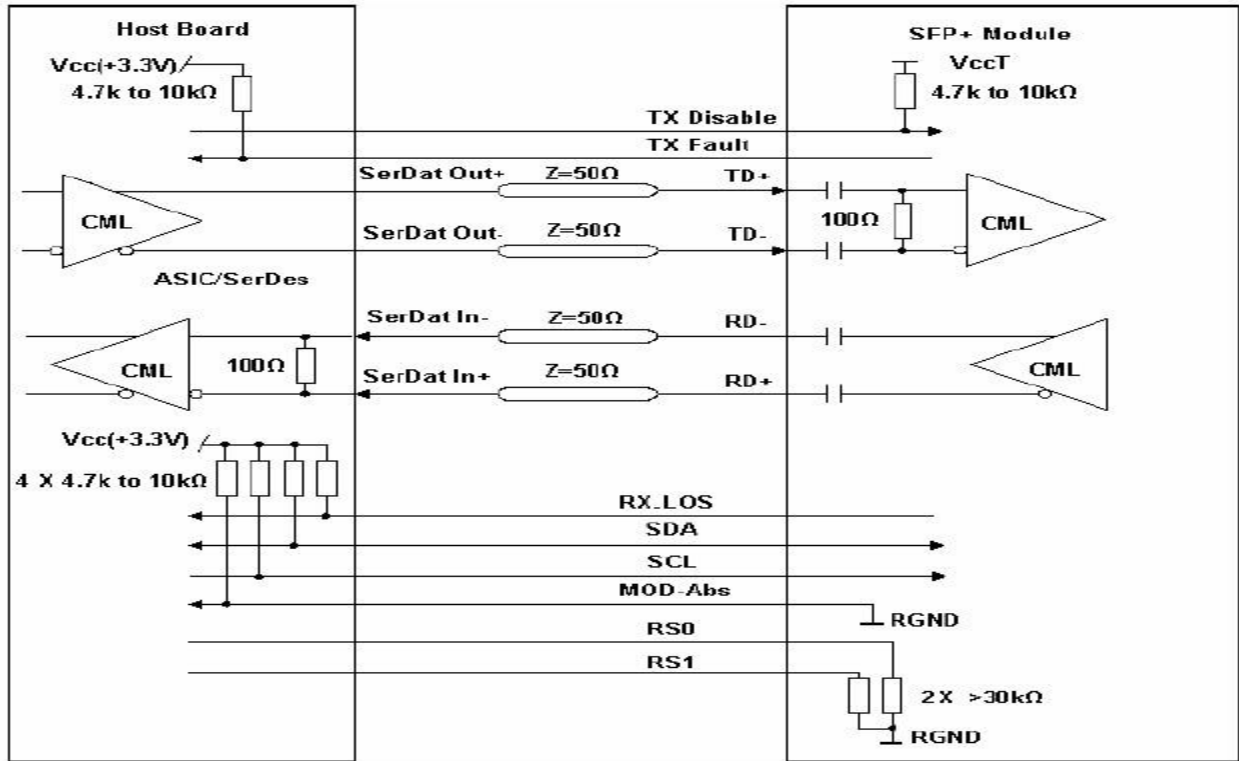 Host Board
SFP+ Module
Vcc(+3.3V)
4.7k to 10kΩ
VccT
4.7k to 10kΩ
TX Disable
TX Fault
SerDat Out+
Z=50Ω
TD+
CML
100Ω
CML
SerDat Out-
Z=50Ω
TD-
ASIC/SerDes
SerDat In-
Z=50Ω
RD-
CML
100Ω
SerDat In+
Z=50Ω
RD+
CML
Vcc(+3.3V)
4 X 4.7k to 10kΩ
RX-LOS
SDA
SCL
MOD-Abs
RGND
RS0
RS1
2X >30kΩ
RGND